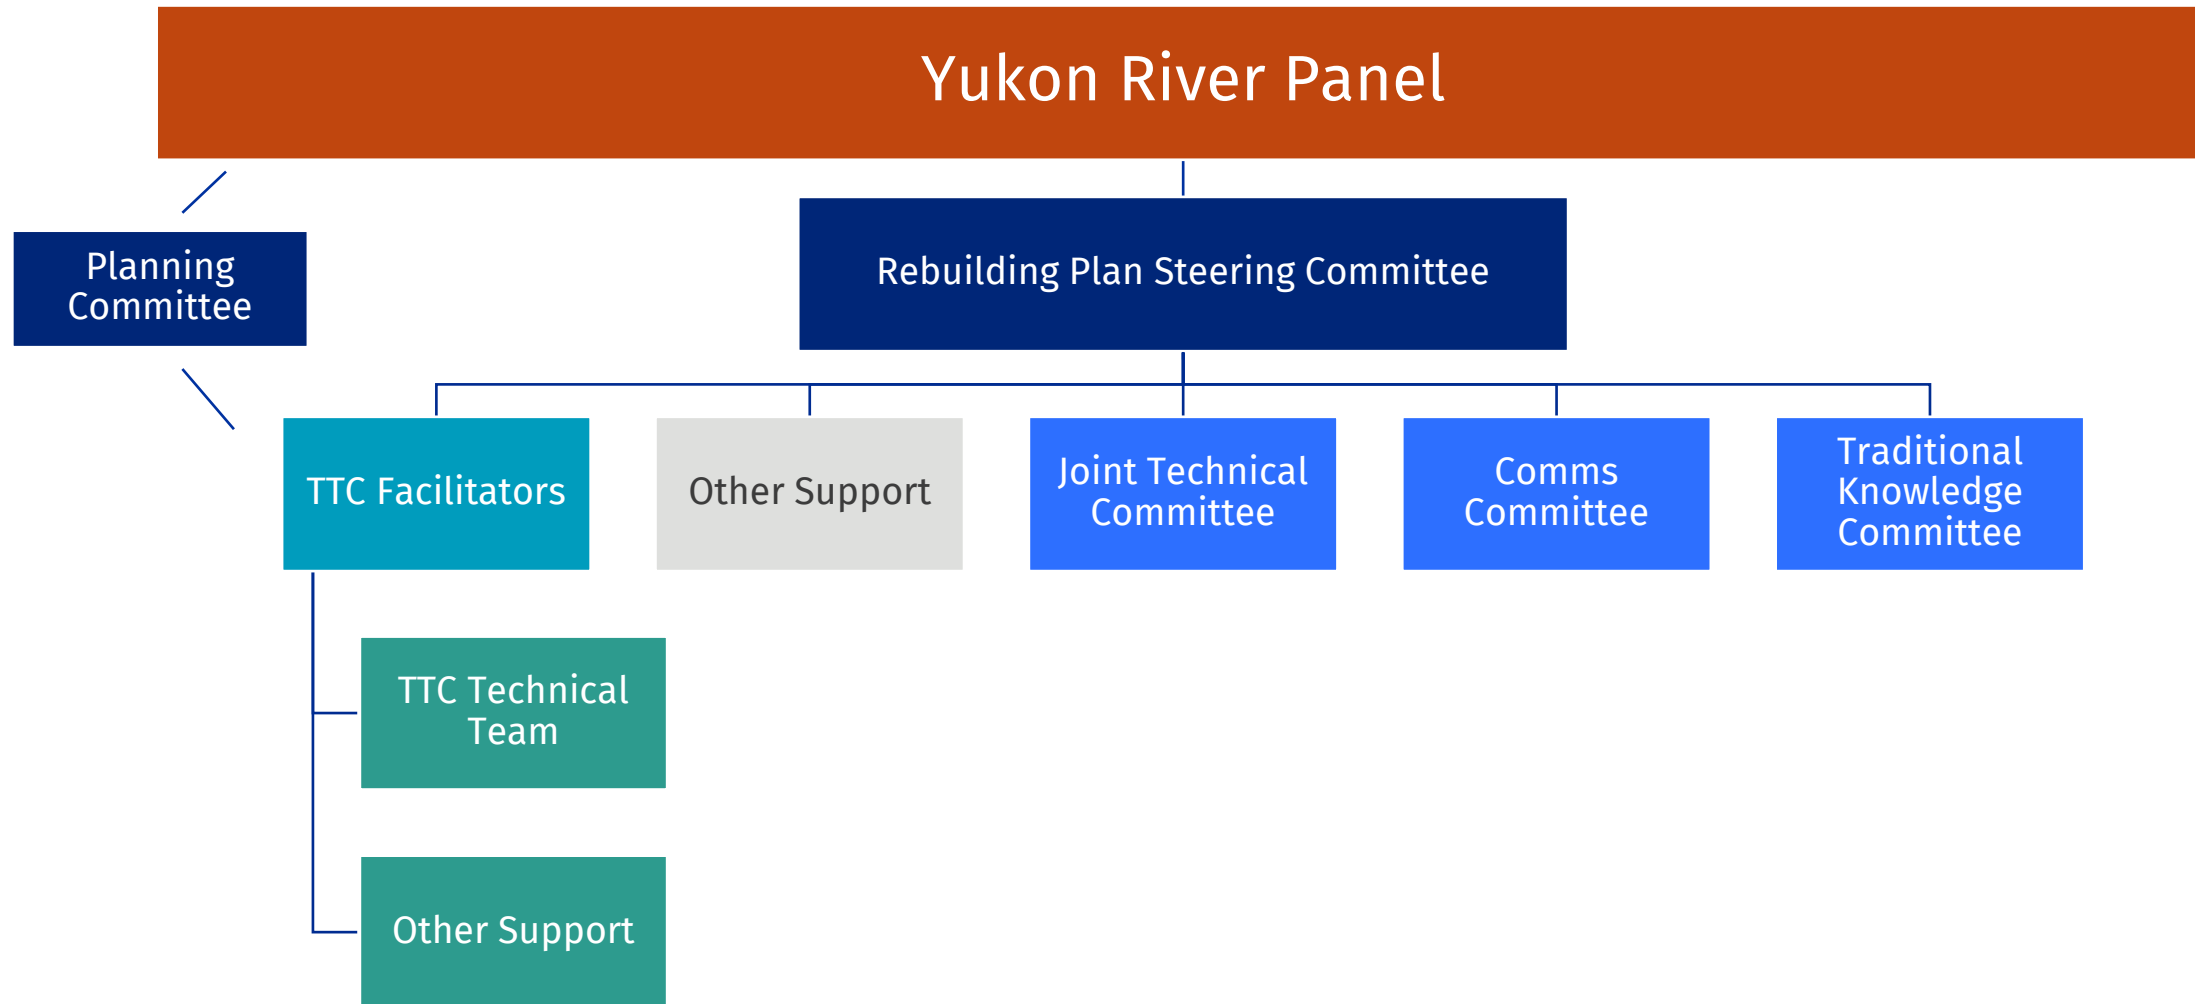 Yukon River Panel
Planning
Committee
Rebuilding Plan Steering Committee
TTC Facilitators
Other Support
Joint Technical
Committee
Comms
Committee
Traditional
Knowledge
Committee
TTC Technical
Team
Other Support